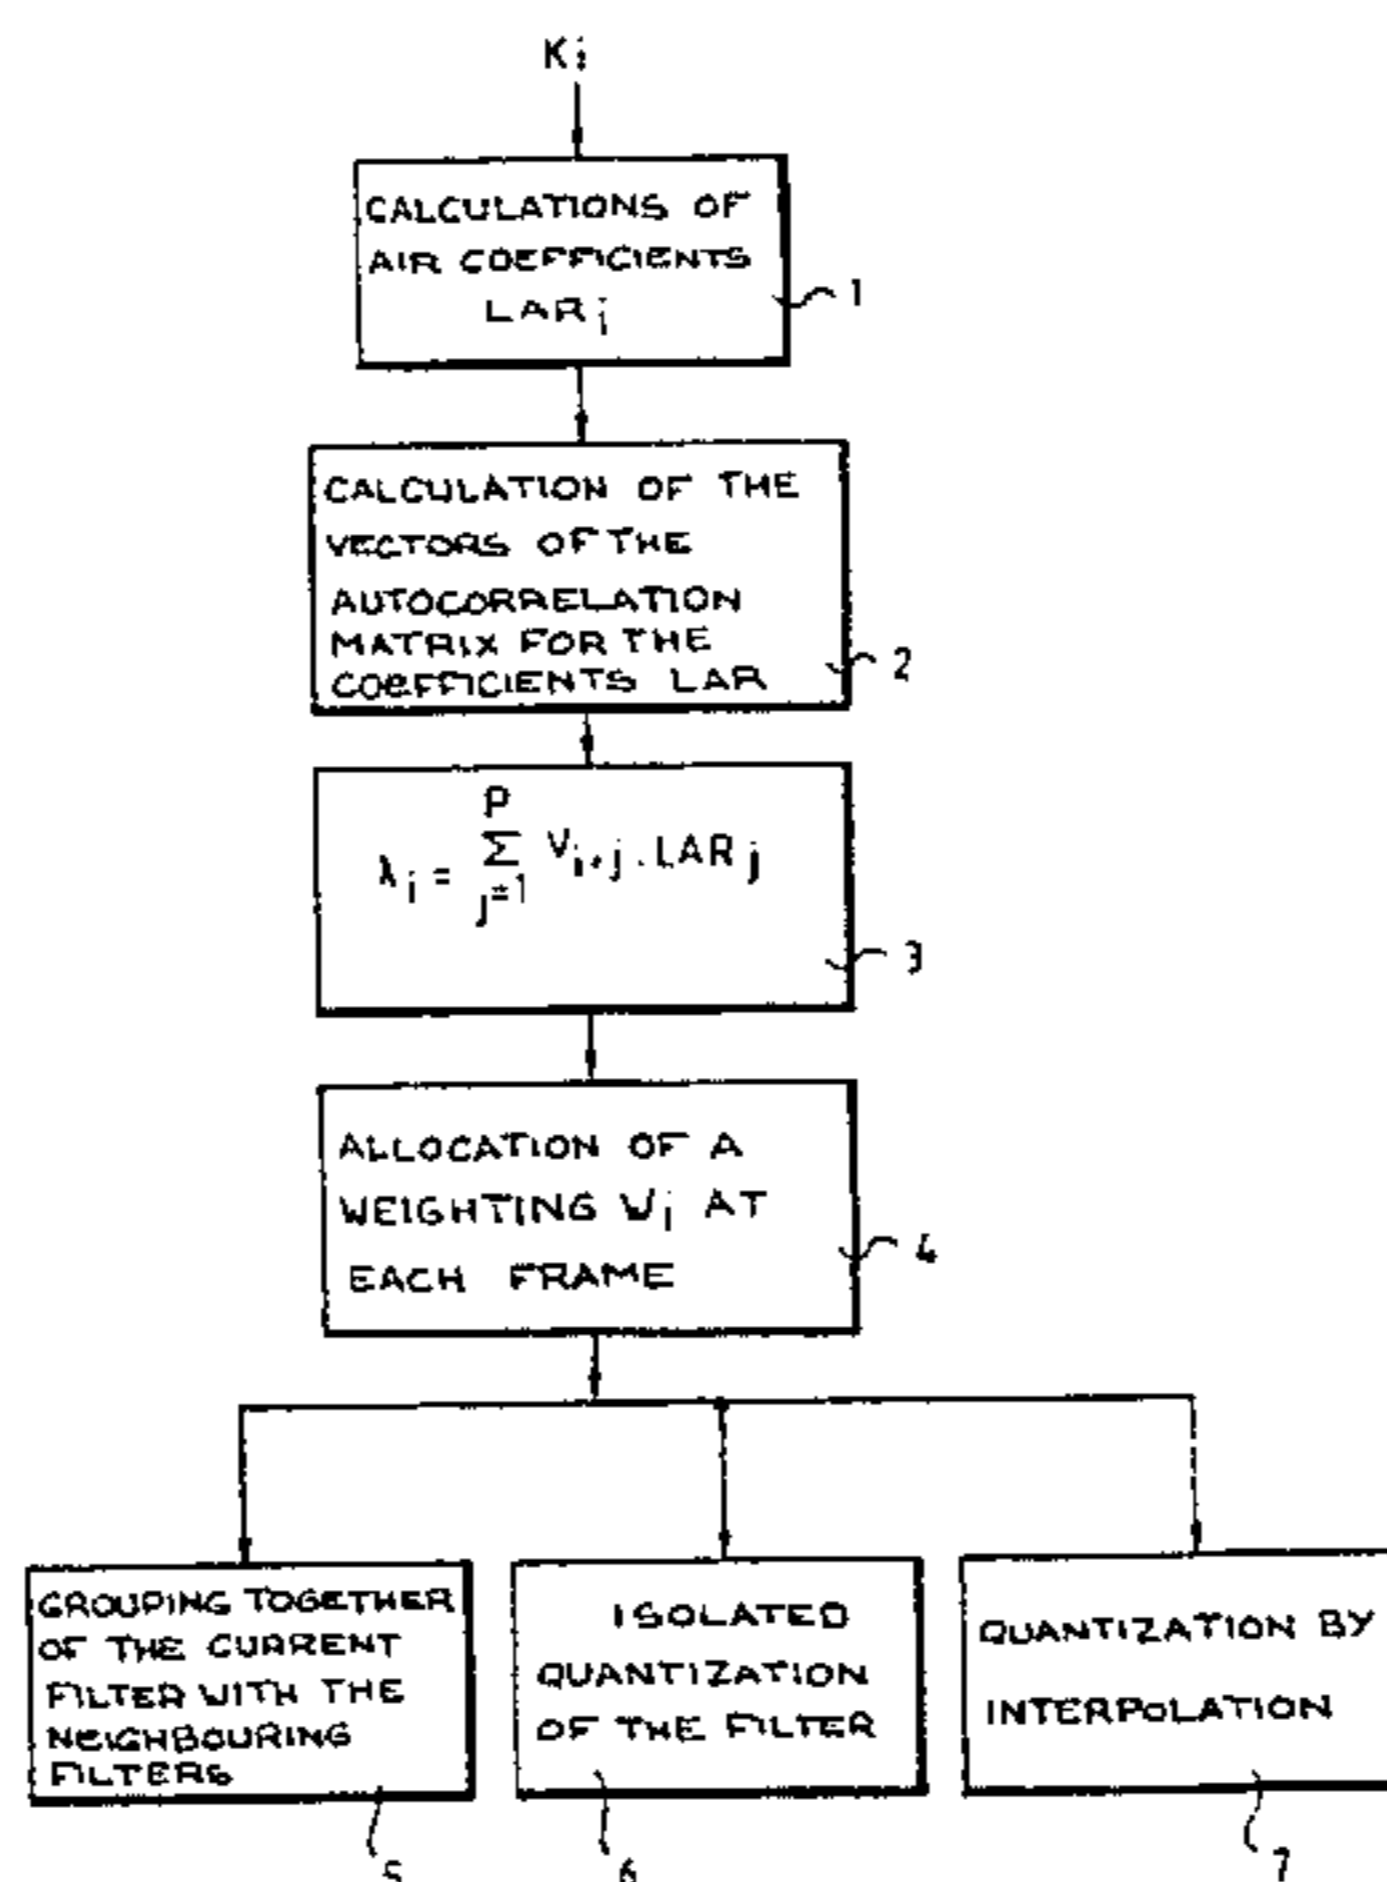 Ki
CALCULATIONS OF
AIR COEFFICIENTS
LARi
1
CALCULATION OF THE
VECTORS OF THE
AUTOCORRELATION
MATRIX FOR THE
COEFFICIENTS LAR
2
λi = P Σ j=1 Vi,j . LARj
3
ALLOCATION OF A
WEIGHTING Wi AT
EACH FRAME
4
GROUPING TOGETHER
OF THE CURRENT
FILTER WITH THE
NEIGHBOURING
FILTERS
5
ISOLATED
QUANTIZATION
OF THE FILTER
6
QUANTIZATION BY
INTERPOLATION
7